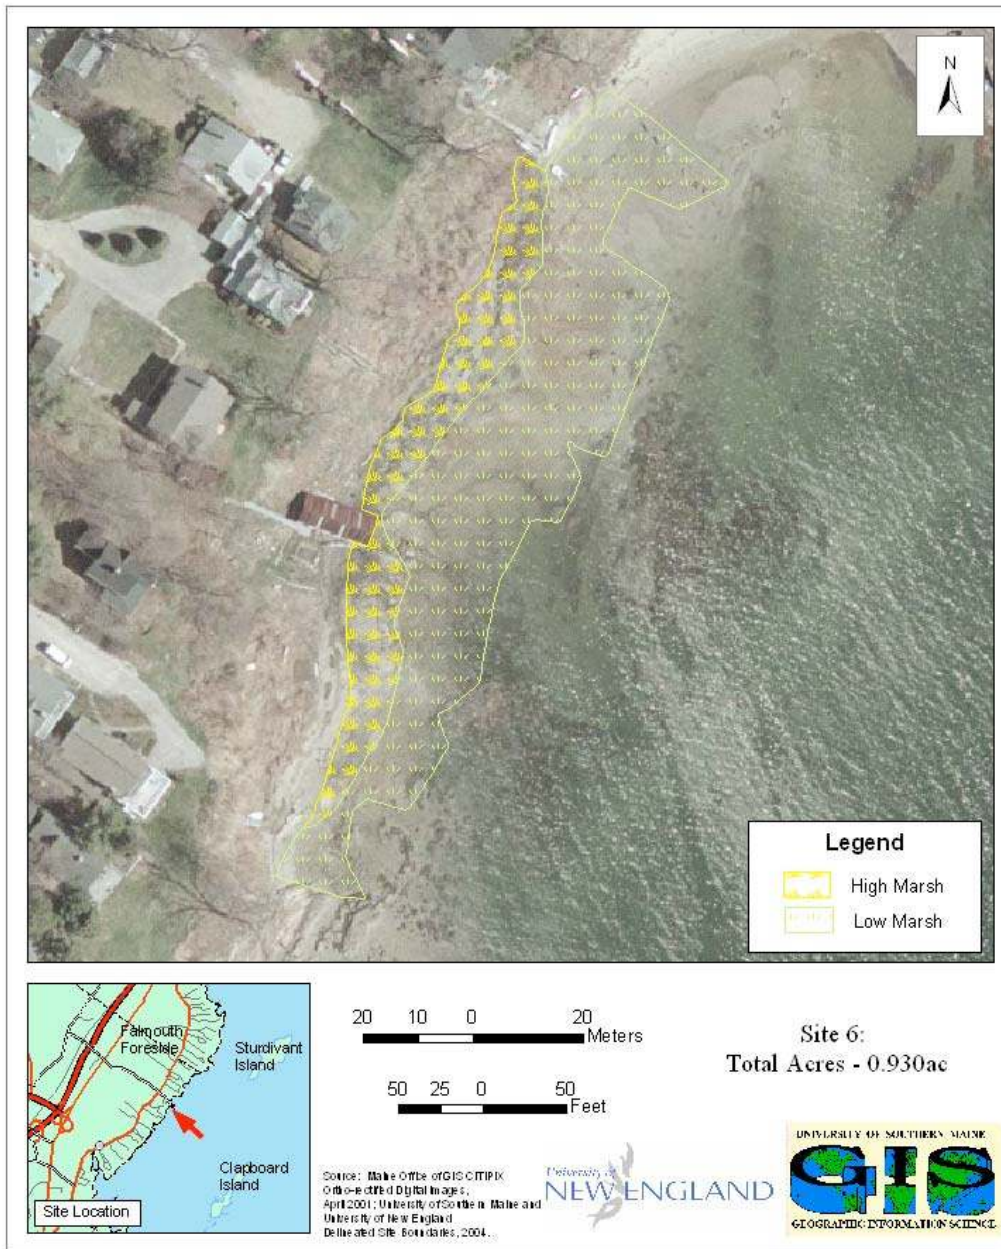 N
Legend
High Marsh
Low Marsh
Falmouth
Foreside
Sturdivant
Island
Clapboard
Island
Site Location
20 10 0 20
Meters
50 25 0 50
Feet
Site 6:
Total Acres - 0.930ac
Source: Maine Office of GIS CITIPIX
Ortho-rectified Digital Images,
April 2001; University of Southern Maine and
University of New England
Delineated Site Boundaries, 2004.
University of
NEW ENGLAND
UNIVERSITY OF SOUTHERN MAINE
GIS
GEOGRAPHIC INFORMATION SCIENCE